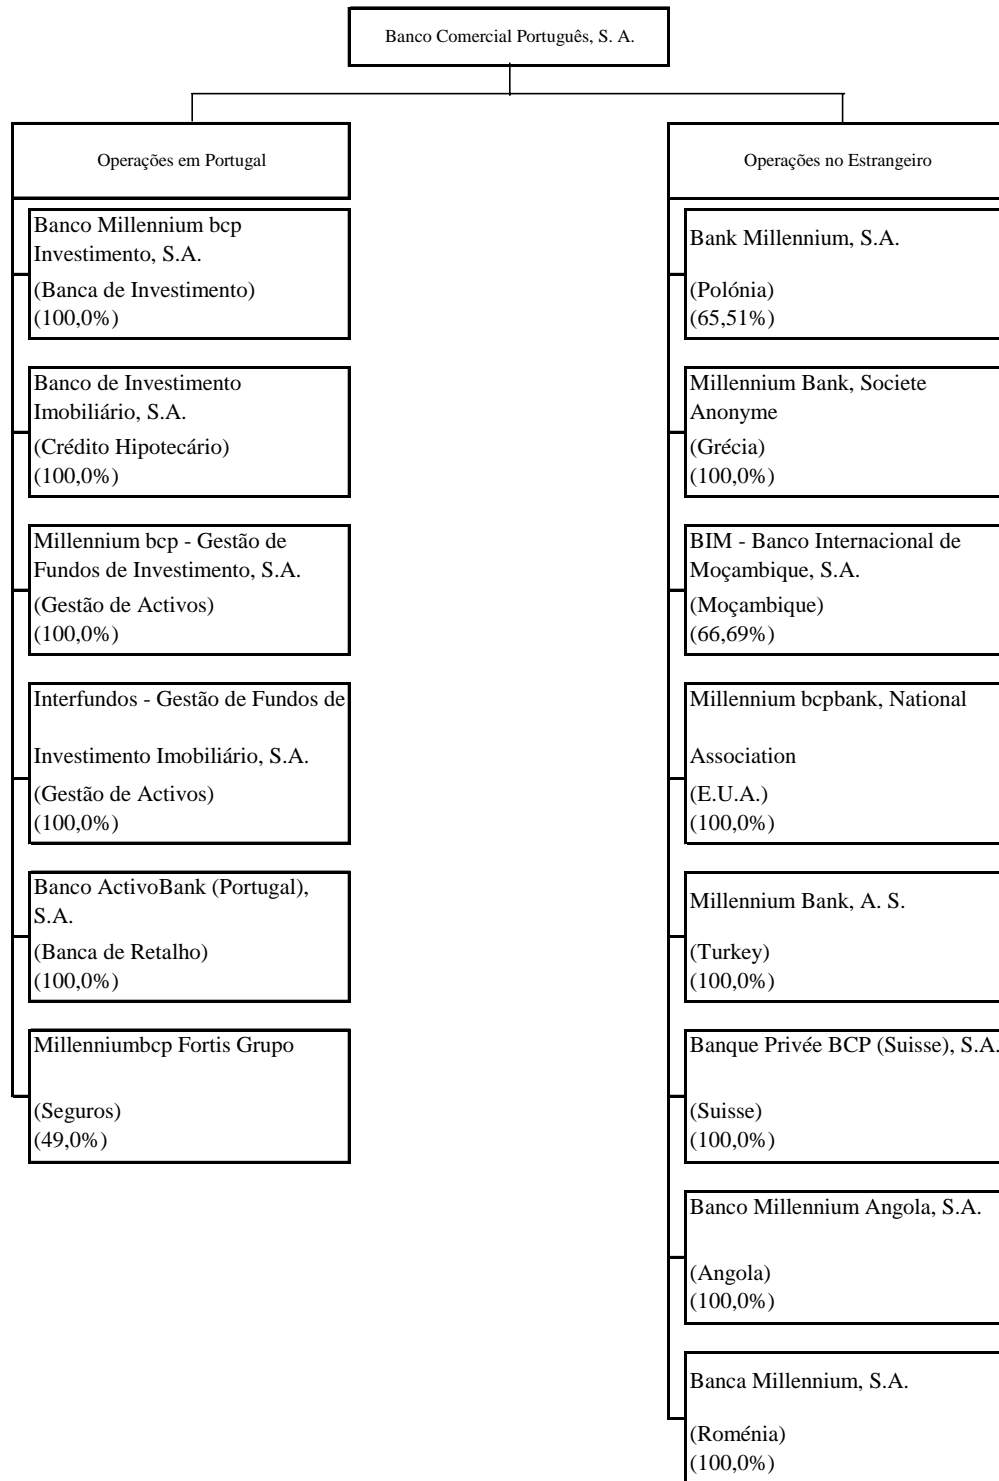 Banco Comercial Português, S. A.
Operações em Portugal
Banco Millennium bcp
Investimento, S.A.
(Banca de Investimento)
(100,0%)
Banco de Investimento
Imobiliário, S.A.
(Crédito Hipotecário)
(100,0%)
Millennium bcp - Gestão de
Fundos de Investimento, S.A.
(Gestão de Activos)
(100,0%)
Interfundos - Gestão de Fundos de
Investimento Imobiliário, S.A.
(Gestão de Activos)
(100,0%)
Banco ActivoBank (Portugal),
S.A.
(Banca de Retalho)
(100,0%)
Millenniumbcp Fortis Grupo
(Seguros)
(49,0%)
Operações no Estrangeiro
Bank Millennium, S.A.
(Polónia)
(65,51%)
Millennium Bank, Societe
Anonyme
(Grécia)
(100,0%)
BIM - Banco Internacional de
Moçambique, S.A.
(Moçambique)
(66,69%)
Millennium bcpbank, National
Association
(E.U.A.)
(100,0%)
Millennium Bank, A. S.
(Turkey)
(100,0%)
Banque Privée BCP (Suisse), S.A.
(Suisse)
(100,0%)
Banco Millennium Angola, S.A.
(Angola)
(100,0%)
Banca Millennium, S.A.
(Roménia)
(100,0%)